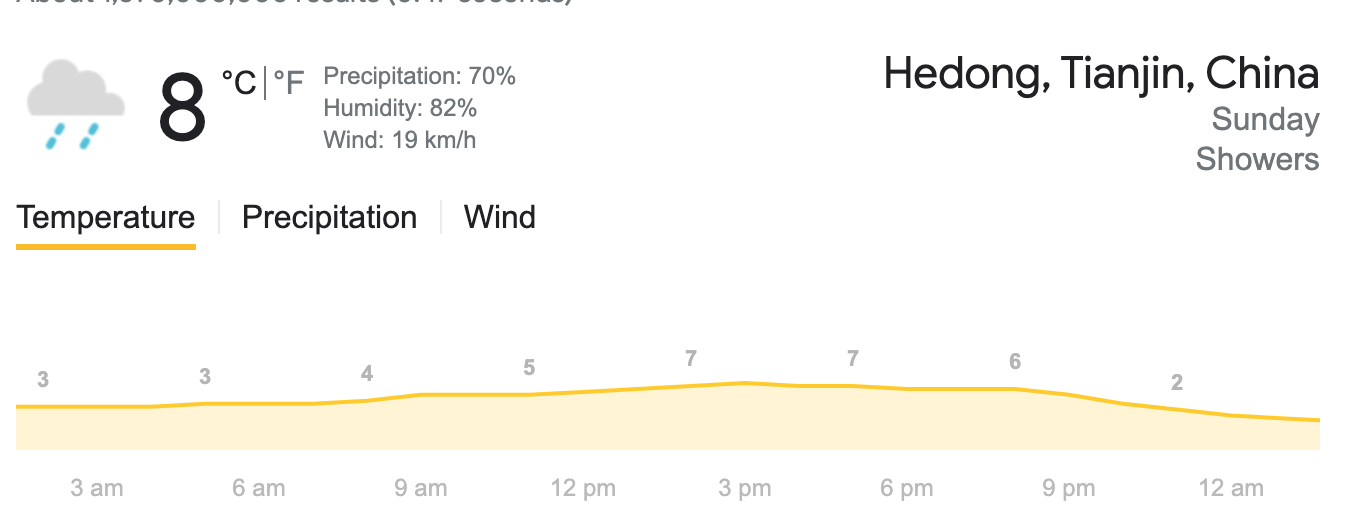 8 °C | °F
Precipitation: 70%
Humidity: 82%
Wind: 19 km/h
Hedong, Tianjin, China
Sunday
Showers
Temperature | Precipitation | Wind
3 3 4 5 7 7 6 2
3 am 6 am 9 am 12 pm 3 pm 6 pm 9 pm 12 am